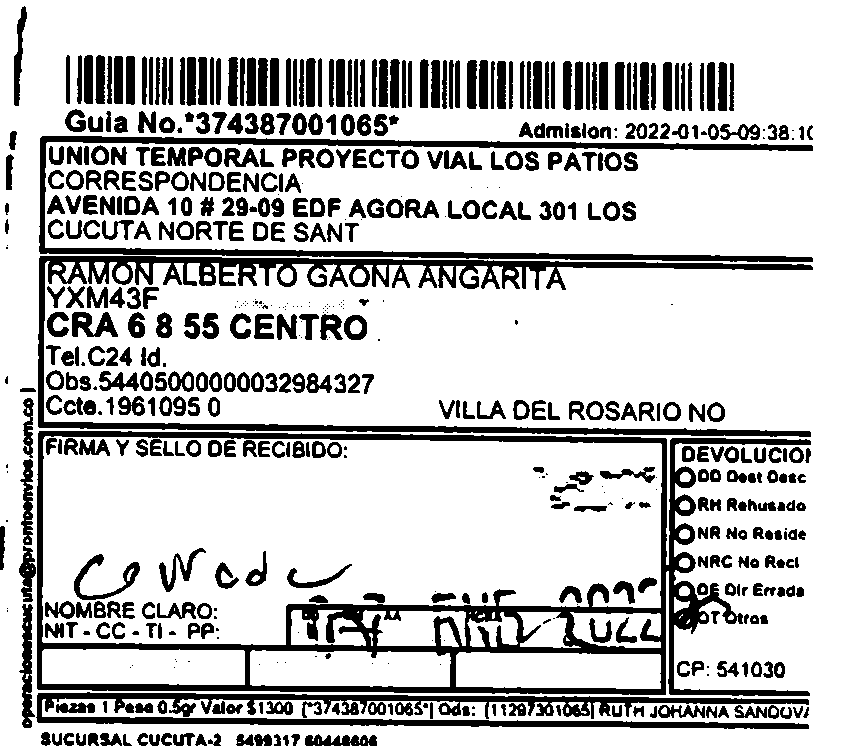 Guia No.*374387001065*
Admision: 2022-01-05-09:38:10
UNION TEMPORAL PROYECTO VIAL LOS PATIOS
CORRESPONDENCIA
AVENIDA 10 # 29-09 EDF AGORA LOCAL 301 LOS
CUCUTA NORTE DE SANT
RAMON ALBERTO GAONA ANGARITA
YXM43F
CRA 6 8 55 CENTRO
Tel.C24 Id.
Obs.54405000000032984327
Ccte.1961095 0
VILLA DEL ROSARIO NO
FIRMA Y SELLO DE RECIBIDO:
NOMBRE CLARO:
NIT - CC - TI - PP:
DEVOLUCION
DD Dest Desc
RH Rehusado
NR No Reside
NRC No Recl
DE Dir Errada
OT Otros
CP: 541030
operacionescucuta@prontoenvios.com.co
Piezas 1 Peso 0.5gr Valor $1300 [*374387001065*] Ods: [11297301065] RUTH JOHANNA SANDOVA
SUCURSAL CUCUTA-2 5499317 60448606